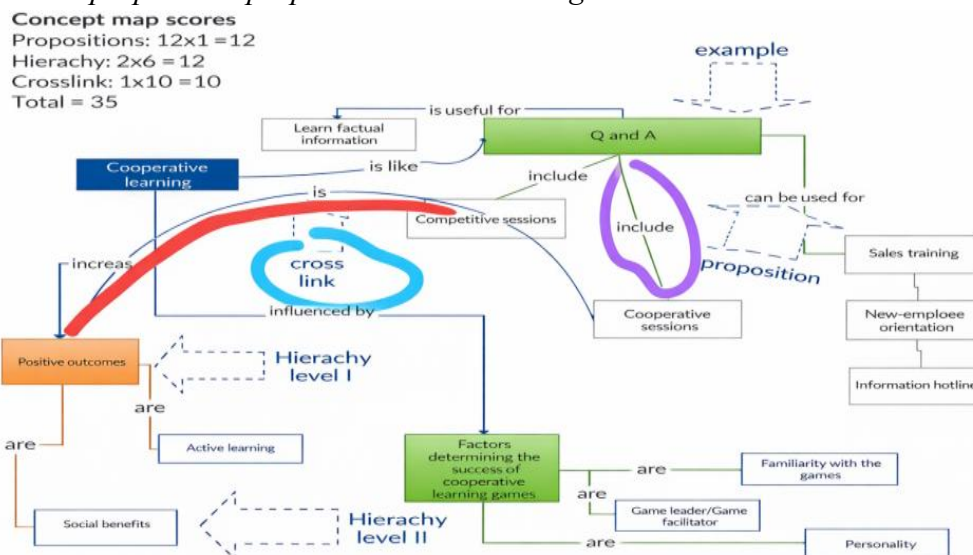 Concept map scores
Propositions: 12x1 =12
Hierachy: 2x6 =12
Crosslink: 1x10 =10
Total = 35
example
is useful for
Learn factual
information
Q and A
Cooperative
learning
is like
include
is
Competitive sessions
include
can be used for
increas
cross
link
proposition
Sales training
influenced by
Cooperative
sessions
New-emploee
orientation
Positive outcomes
Hierachy
level I
Information hotline
are
are
Active learning
Factors
determining the
success of
cooperative
learning games
are
Familiarity with the
games
are
Game leader/Game
facilitator
Social benefits
Hierachy
level II
are
Personality